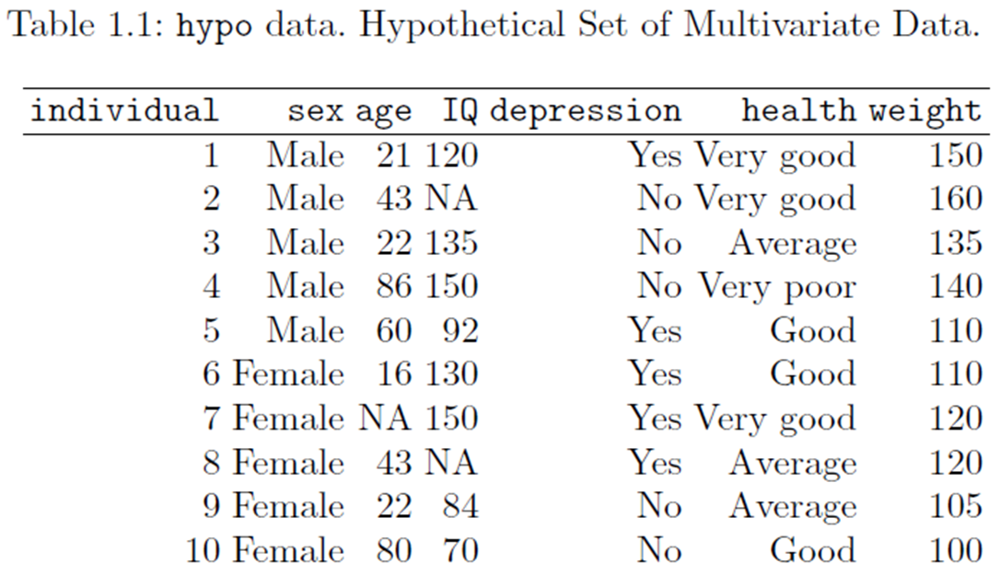 Table 1.1: hypo data. Hypothetical Set of Multivariate Data.
individual sex age IQ depression health weight
1 Male 21 120 Yes Very good 150
2 Male 43 NA No Very good 160
3 Male 22 135 No Average 135
4 Male 86 150 No Very poor 140
5 Male 60 92 Yes Good 110
6 Female 16 130 Yes Good 110
7 Female NA 150 Yes Very good 120
8 Female 43 NA Yes Average 120
9 Female 22 84 No Average 105
10 Female 80 70 No Good 100